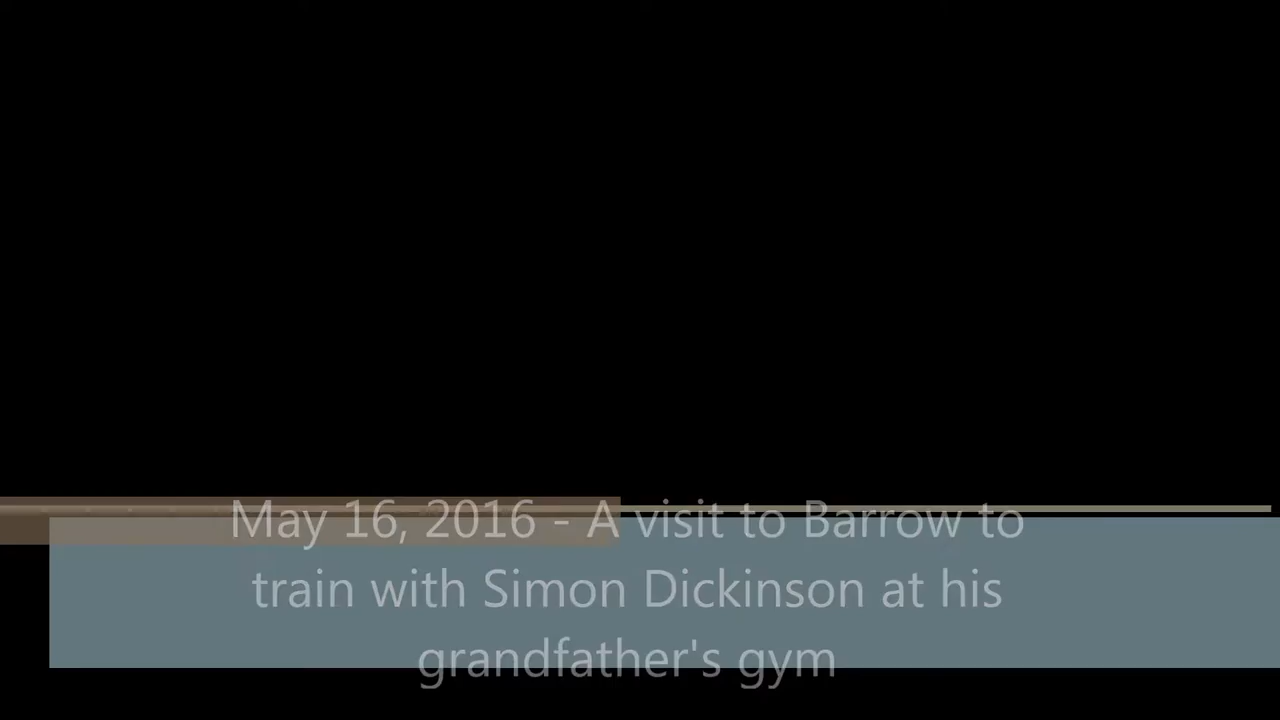 May 16, 2016 - A visit to Barrow to
train with Simon Dickinson at his
grandfather's gym